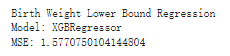 Birth Weight Lower Bound Regression
Model: XGBRegressor
MSE: 1.5770750104144804